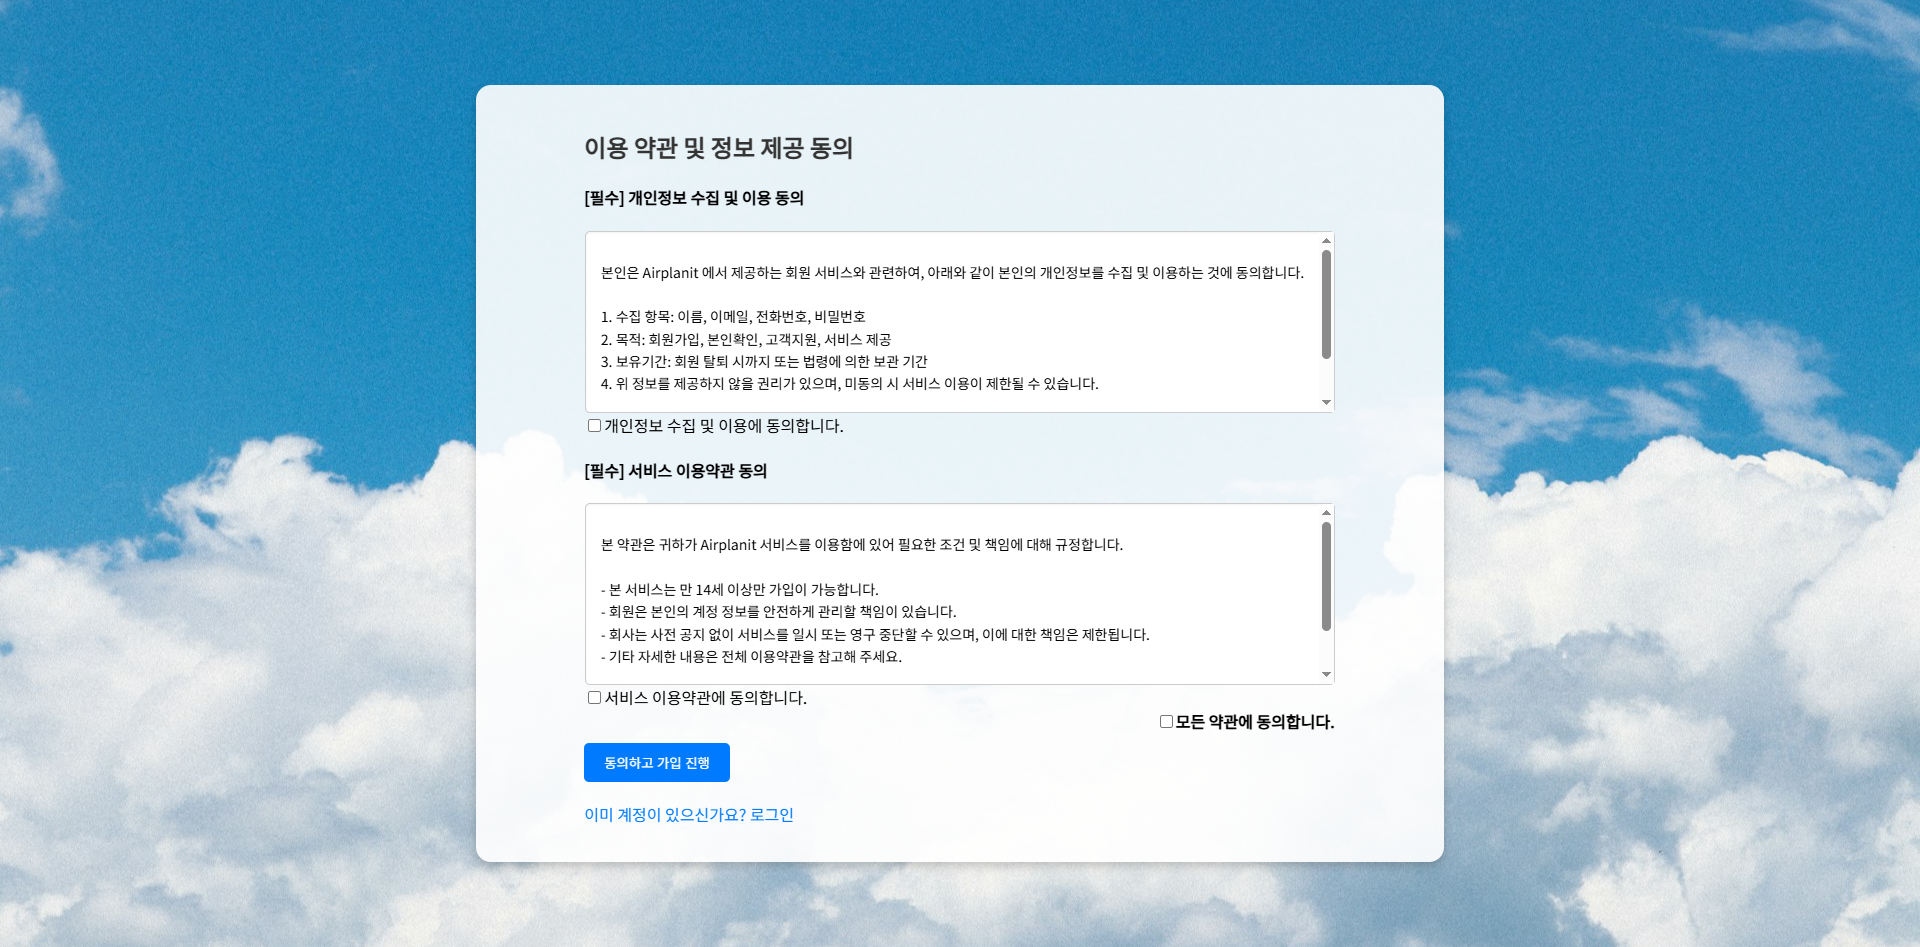 이용 약관 및 정보 제공 동의
[필수] 개인정보 수집 및 이용 동의
본인은 Airplanit 에서 제공하는 회원 서비스와 관련하여, 아래와 같이 본인의 개인정보를 수집 및 이용하는 것에 동의합니다.
1. 수집 항목: 이름, 이메일, 전화번호, 비밀번호
2. 목적: 회원가입, 본인확인, 고객지원, 서비스 제공
3. 보유기간: 회원 탈퇴 시까지 또는 법령에 의한 보관 기간
4. 위 정보를 제공하지 않을 권리가 있으며, 미동의 시 서비스 이용이 제한될 수 있습니다.
개인정보 수집 및 이용에 동의합니다.
[필수] 서비스 이용약관 동의
본 약관은 귀하가 Airplanit 서비스를 이용함에 있어 필요한 조건 및 책임에 대해 규정합니다.
- 본 서비스는 만 14세 이상만 가입이 가능합니다.
- 회원은 본인의 계정 정보를 안전하게 관리할 책임이 있습니다.
- 회사는 사전 공지 없이 서비스를 일시 또는 영구 중단할 수 있으며, 이에 대한 책임은 제한됩니다.
- 기타 자세한 내용은 전체 이용약관을 참고해 주세요.
서비스 이용약관에 동의합니다.
모든 약관에 동의합니다.
동의하고 가입 진행
이미 계정이 있으신가요? 로그인